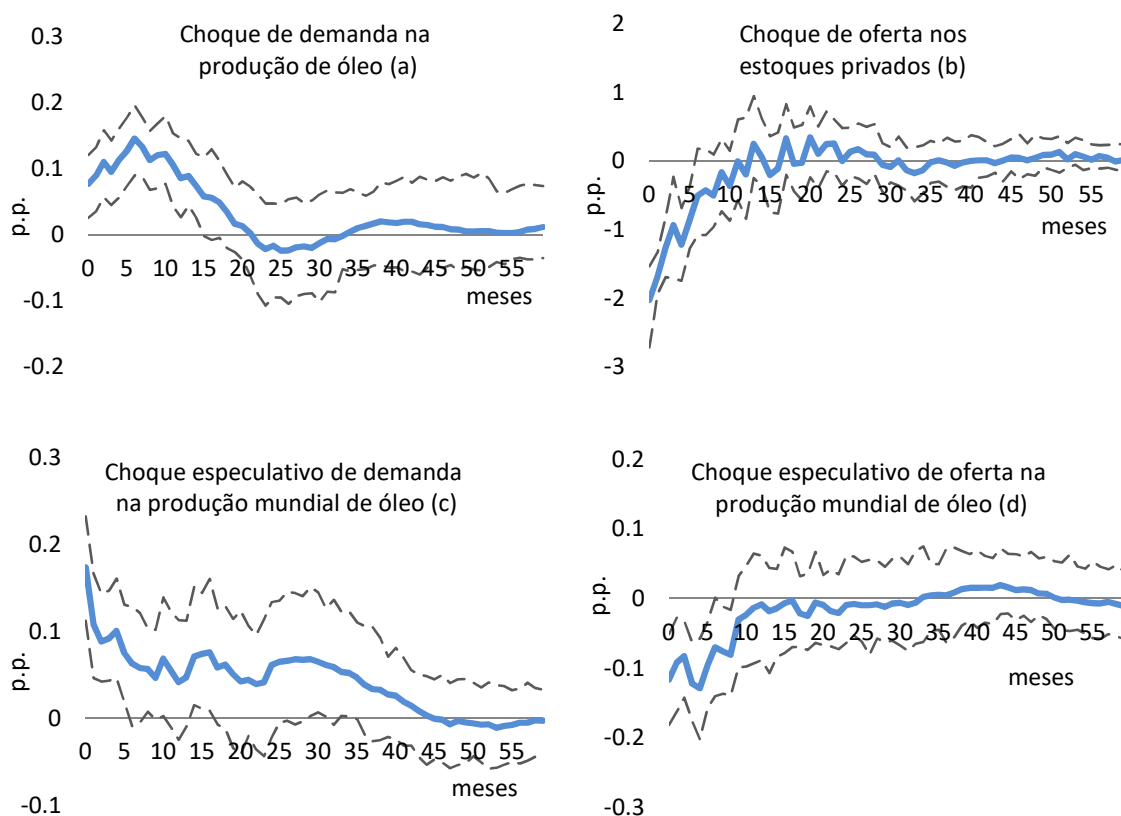 Choque de demanda na
produção de óleo (a)
0.3
0.2
0.1
0
-0.1
-0.2
p.p.
0 5 10 15 20 25 30 35 40 45 50 55
meses
Choque de oferta nos
estoques privados (b)
2
1
0
-1
-2
-3
p.p.
0 5 10 15 20 25 30 35 40 45 50 55
meses
Choque especulativo de demanda
na produção mundial de óleo (c)
0.3
0.2
0.1
0
-0.1
p.p.
0 5 10 15 20 25 30 35 40 45 50 55
meses
Choque especulativo de oferta na
produção mundial de óleo (d)
0.2
0.1
0
-0.1
-0.2
-0.3
p.p.
0 5 10 15 20 25 30 35 40 45 50 55
meses